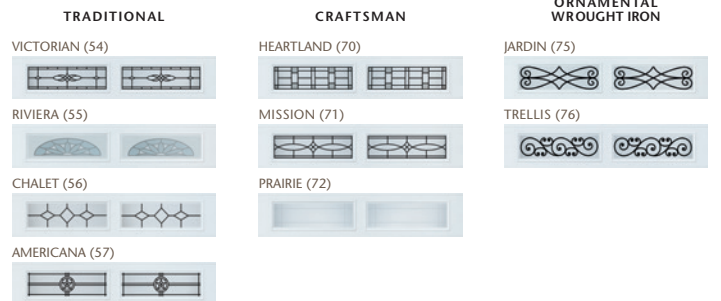 TRADITIONAL
VICTORIAN (54)
RIVIERA (55)
CHALET (56)
AMERICANA (57)
CRAFTSMAN
HEARTLAND (70)
MISSION (71)
PRAIRIE (72)
ORNAMENTAL
WROUGHT IRON
JARDIN (75)
TRELLIS (76)